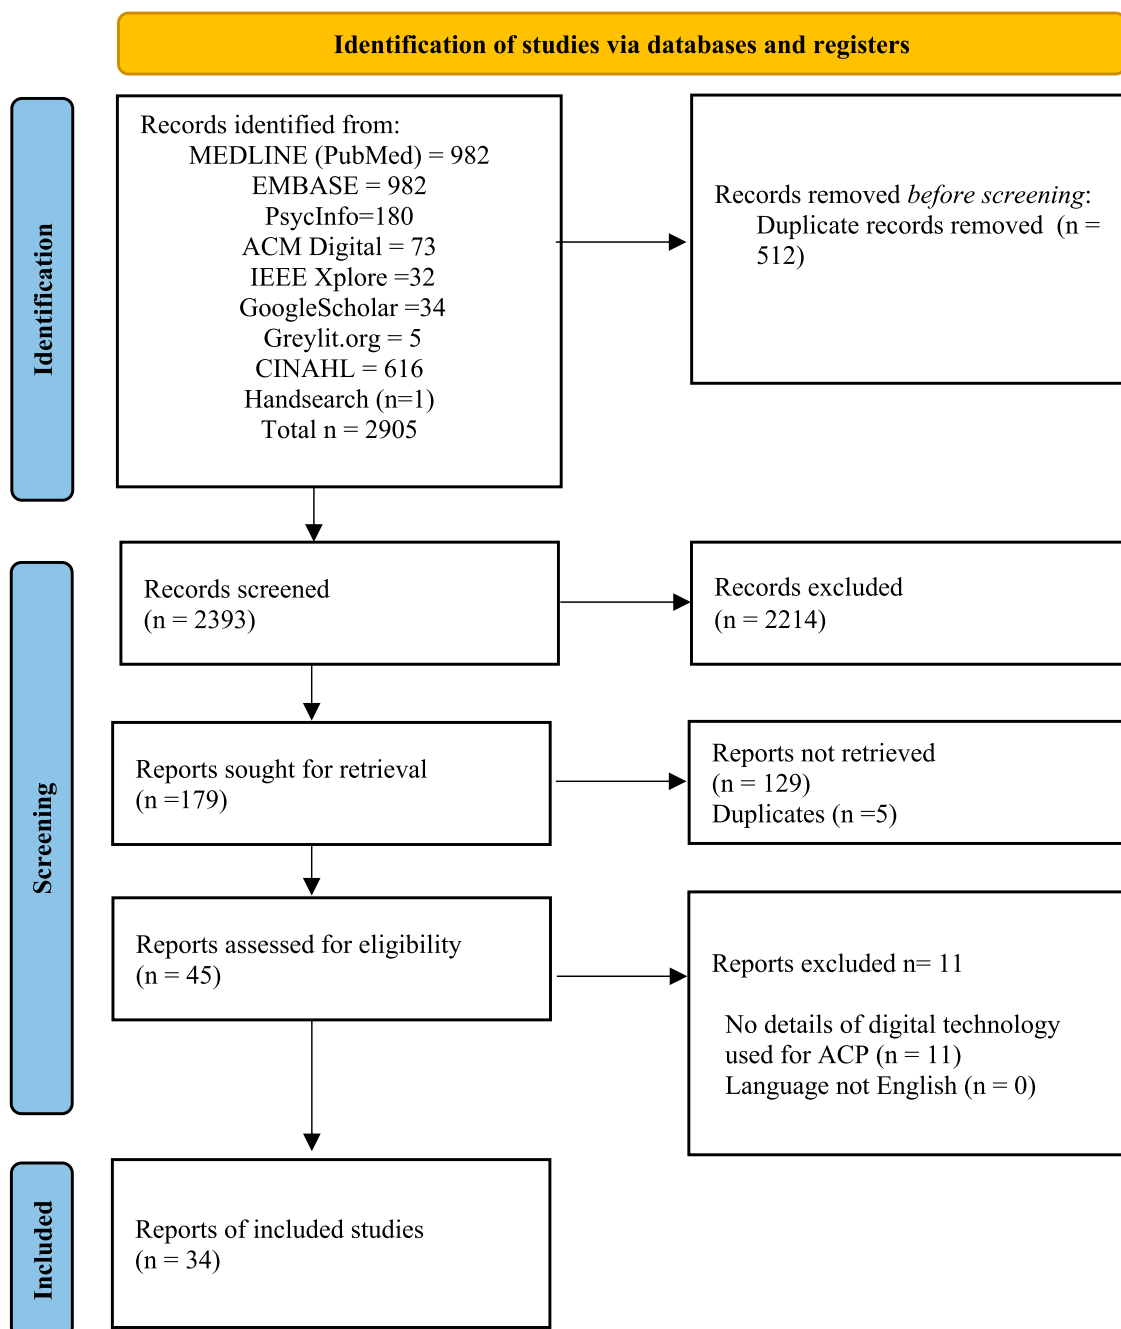 Identification of studies via databases and registers
Identification
Records identified from:
MEDLINE (PubMed) = 982
EMBASE = 982
PsycInfo=180
ACM Digital = 73
IEEE Xplore =32
GoogleScholar =34
Greylit.org = 5
CINAHL = 616
Handsearch (n=1)
Total n = 2905
Records removed before screening:
Duplicate records removed (n =
512)
Screening
Records screened
(n = 2393)
Records excluded
(n = 2214)
Reports sought for retrieval
(n =179)
Reports not retrieved
(n = 129)
Duplicates (n =5)
Reports assessed for eligibility
(n = 45)
Reports excluded n= 11
No details of digital technology
used for ACP (n = 11)
Language not English (n = 0)
Included
Reports of included studies
(n = 34)